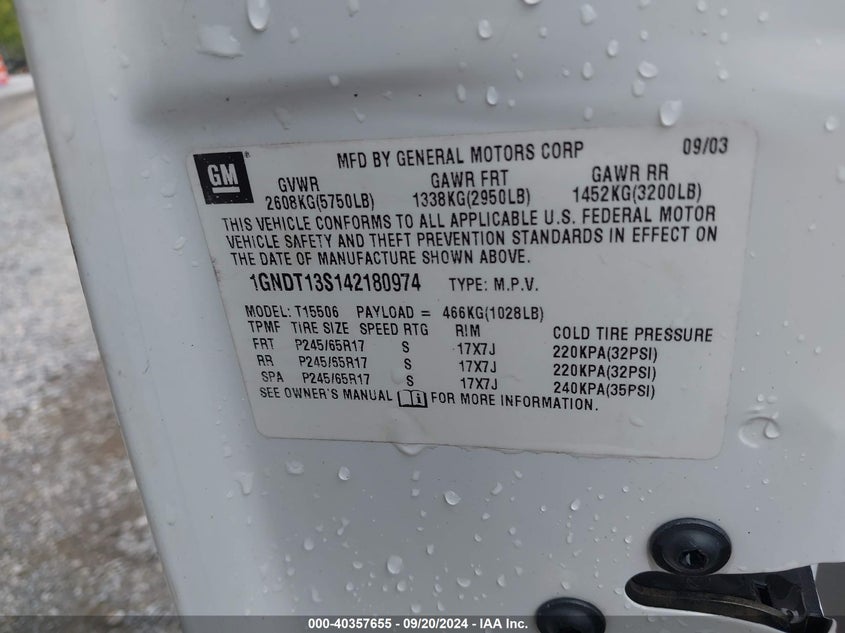 GM
MFD BY GENERAL MOTORS CORP 09/03
GVWR GAWR FRT GAWR RR
2608KG(5750LB) 1338KG(2950LB) 1452KG(3200LB)
THIS VEHICLE CONFORMS TO ALL APPLICABLE U.S. FEDERAL MOTOR
VEHICLE SAFETY AND THEFT PREVENTION STANDARDS IN EFFECT ON
THE DATE OF MANUFACTURE SHOWN ABOVE.
1GNDT13S142180974 TYPE: M.P.V.
MODEL: T15506 PAYLOAD = 466KG(1028LB)
TPMF TIRE SIZE SPEED RTG RIM COLD TIRE PRESSURE
FRT P245/65R17 S 17X7J 220KPA(32PSI)
RR P245/65R17 S 17X7J 220KPA(32PSI)
SPA P245/65R17 S 17X7J 240KPA(35PSI)
SEE OWNER'S MANUAL FOR MORE INFORMATION.
000-40357655 - 09/20/2024 - IAA Inc.